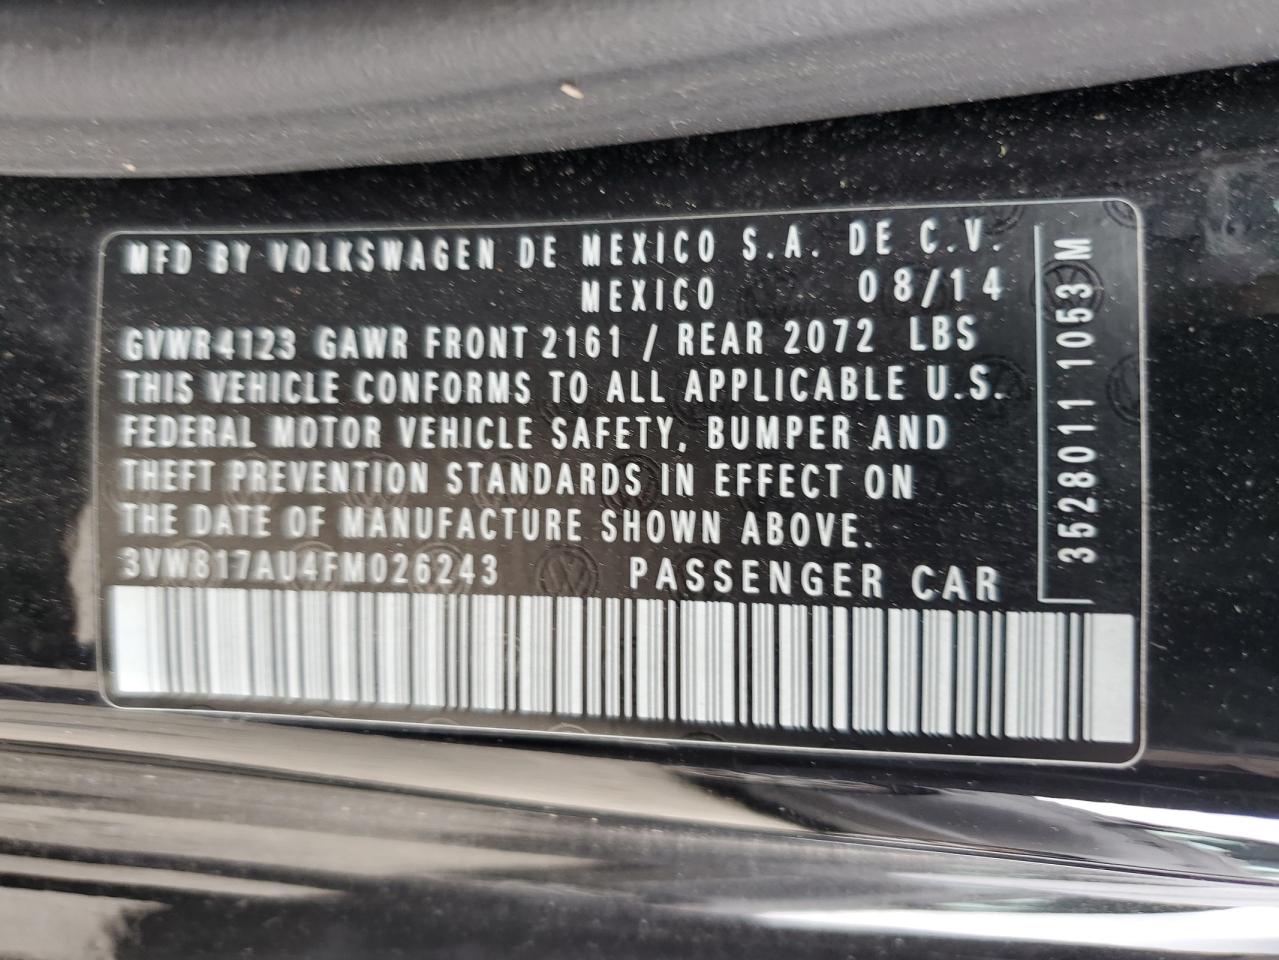 MFD BY VOLKSWAGEN DE MEXICO S.A. DE C.V.
MEXICO 08/14
GVWR4123 GAWR FRONT 2161 / REAR 2072 LBS
THIS VEHICLE CONFORMS TO ALL APPLICABLE U.S.
FEDERAL MOTOR VEHICLE SAFETY, BUMPER AND
THEFT PREVENTION STANDARDS IN EFFECT ON
THE DATE OF MANUFACTURE SHOWN ABOVE.
3VW817AU4FM026243 PASSENGER CAR
3528011 1053 M